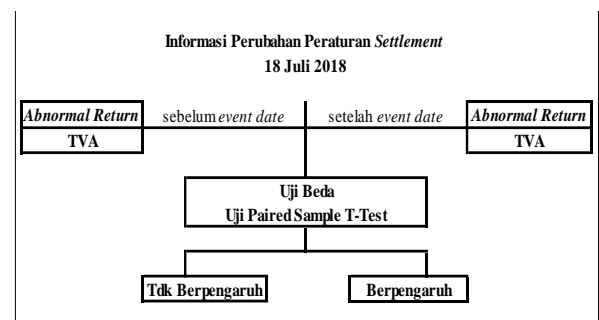 Informasi Perubahan Peraturan Settlement
18 Juli 2018
Abnormal Return sebelum event date setelah event date Abnormal Return
TVA TVA
Uji Beda
Uji Paired Sample T-Test
Tdk Berpengaruh Berpengaruh